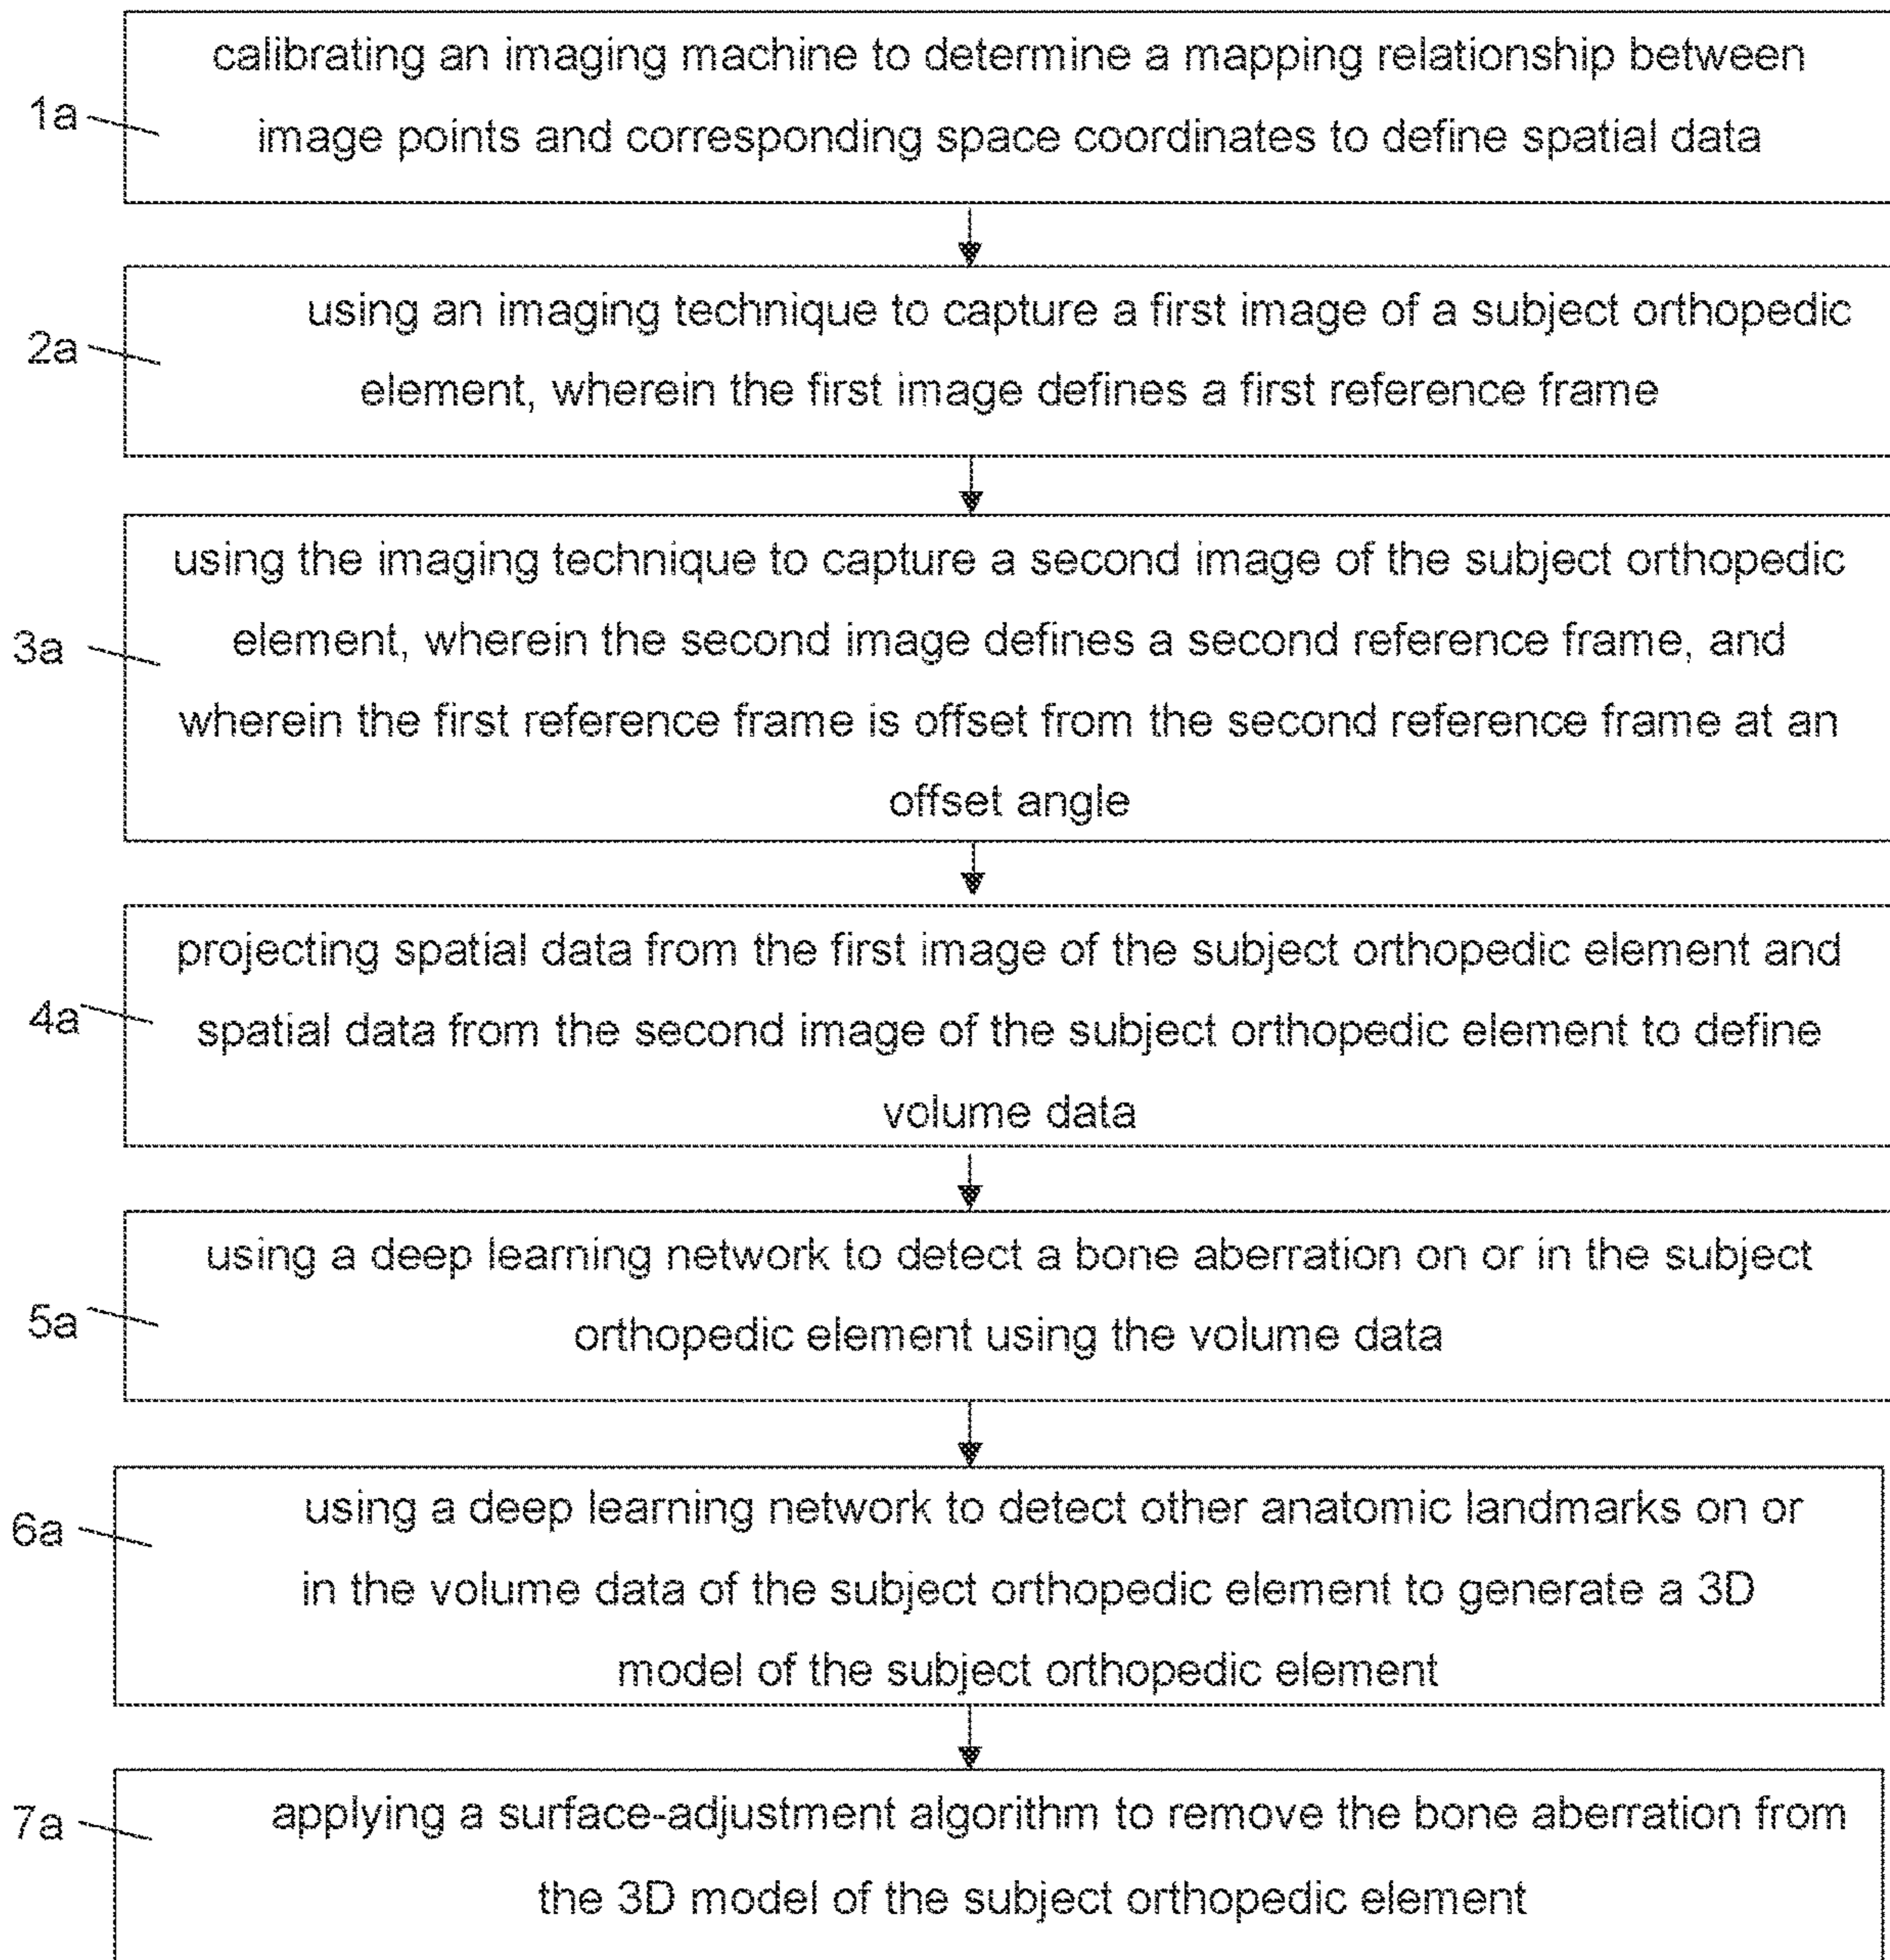 calibrating an imaging machine to determine a mapping relationship between
1a
image points and corresponding space coordinates to define spatial data
using an imaging technique to capture a first image of a subject orthopedic
2a
element, wherein the first image defines a first reference frame
using the imaging technique to capture a second image of the subject orthopedic
3a
element, wherein the second image defines a second reference frame, and
wherein the first reference frame is offset from the second reference frame at an
offset angle
projecting spatial data from the first image of the subject orthopedic element and
4a
spatial data from the second image of the subject orthopedic element to define
volume data
using a deep learning network to detect a bone aberration on or in the subject
5a
orthopedic element using the volume data
using a deep learning network to detect other anatomic landmarks on or
6a
in the volume data of the subject orthopedic element to generate a 3D
model of the subject orthopedic element
7a
applying a surface-adjustment algorithm to remove the bone aberration from
the 3D model of the subject orthopedic element